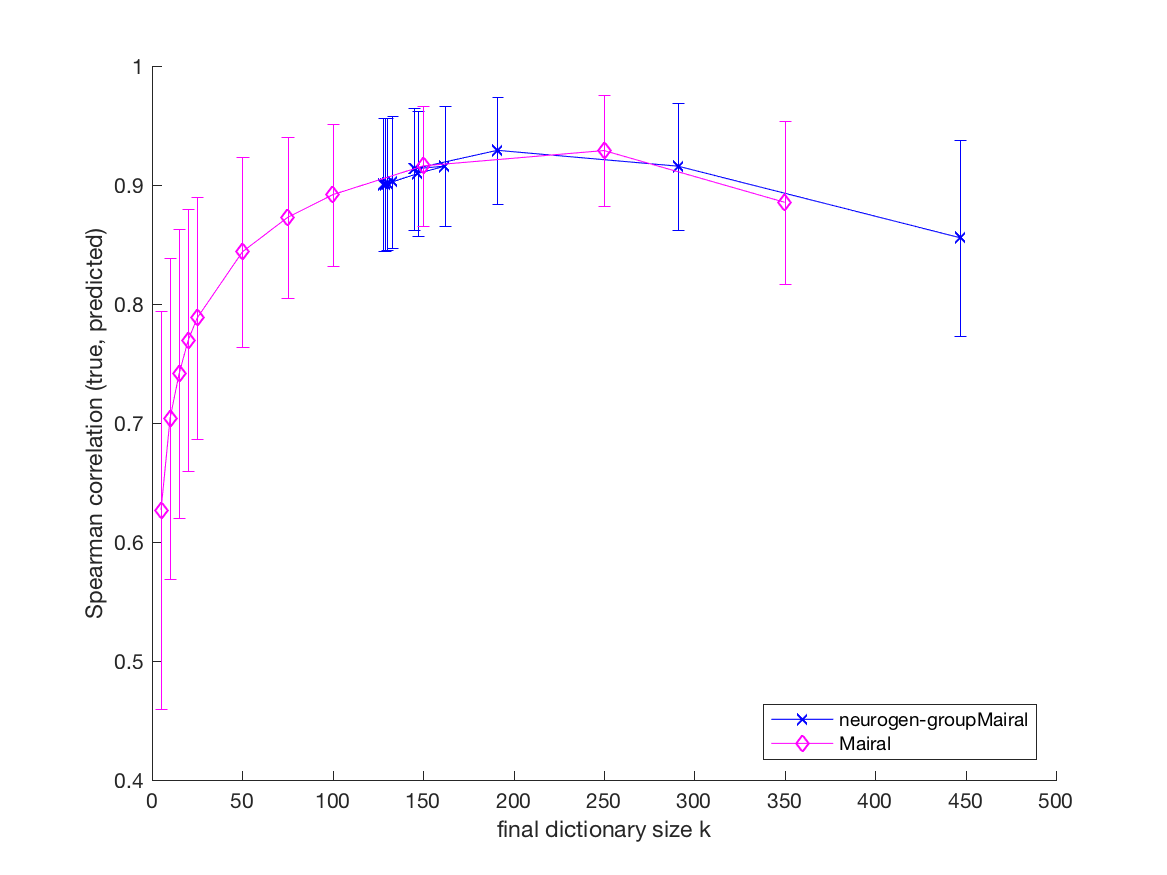 1
0.9
0.8
0.7
0.6
0.5
0.4
Spearman correlation (true, predicted)
0 50 100 150 200 250 300 350 400 450 500
final dictionary size k
neurogen-groupMairal
Mairal